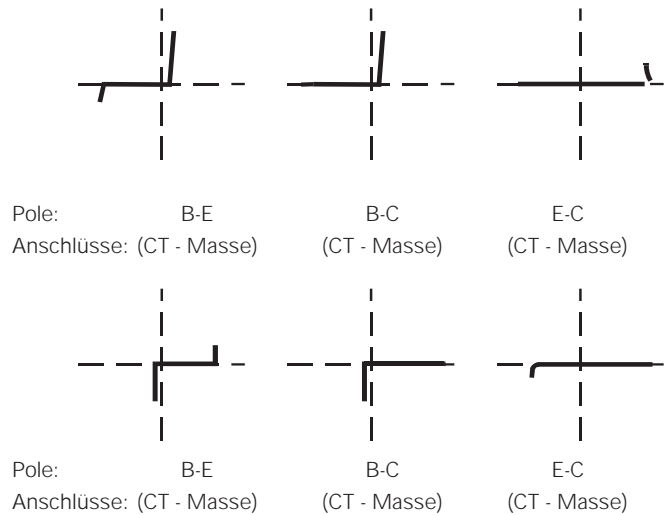 Pole: B-E B-C E-C
Anschlüsse: (CT - Masse) (CT - Masse) (CT - Masse)
Pole: B-E B-C E-C
Anschlüsse: (CT - Masse) (CT - Masse) (CT - Masse)